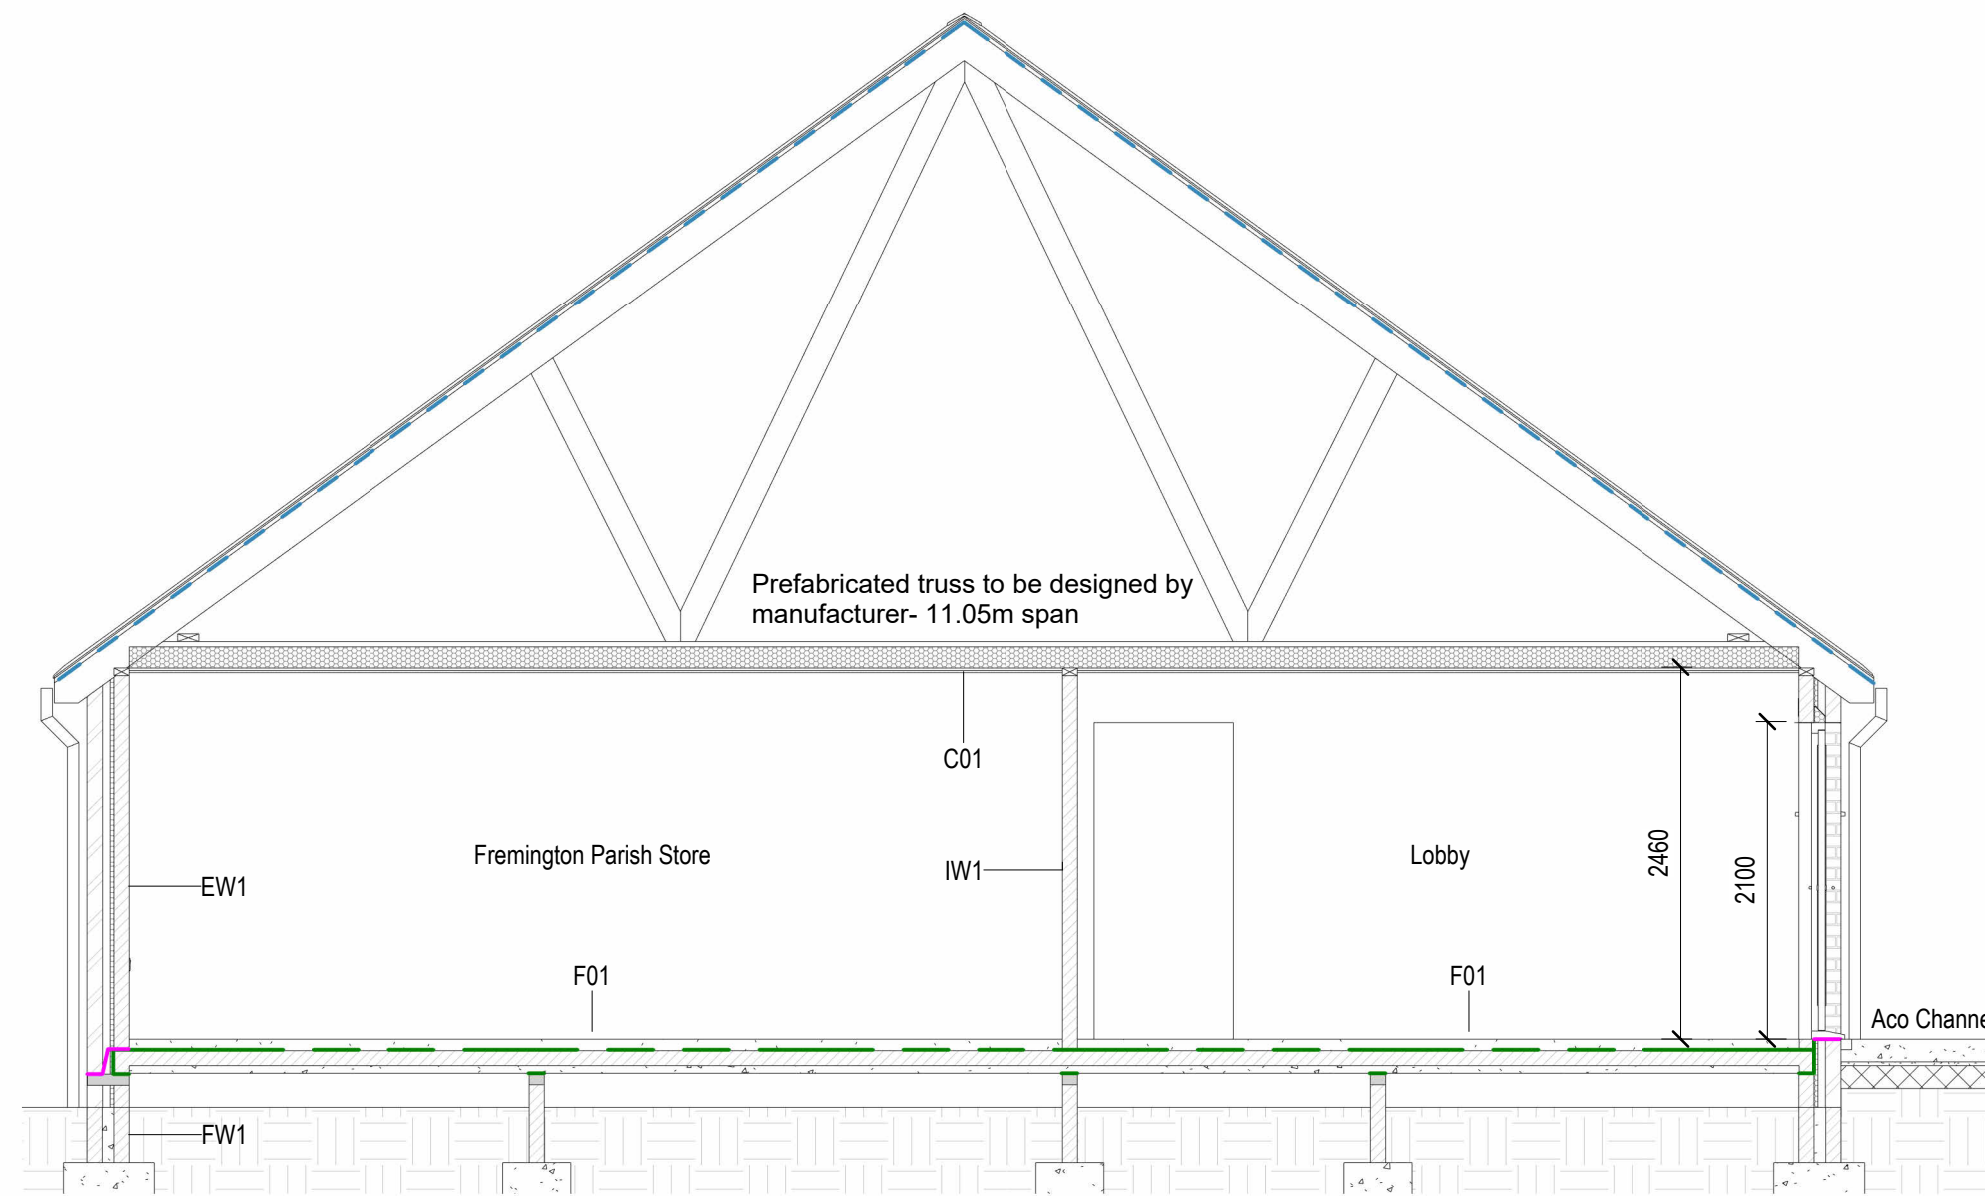 Prefabricated truss to be designed by
manufacturer- 11.05m span
C01
Fremington Parish Store
IW1
Lobby
2460
2100
EW1
F01
F01
Aco Channe
FW1